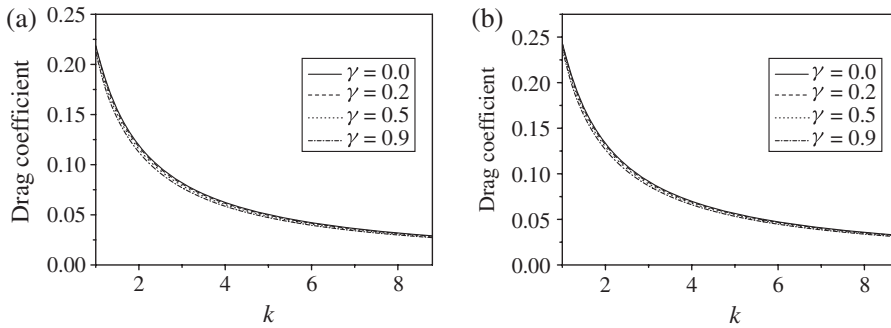 (a)
0.25
0.20
0.15
0.10
0.05
0.00
Drag coefficient
2
4
6
8
k
γ = 0.0
γ = 0.2
γ = 0.5
γ = 0.9
(b)
0.25
0.20
0.15
0.10
0.05
0.00
Drag coefficient
2
4
6
8
k
γ = 0.0
γ = 0.2
γ = 0.5
γ = 0.9